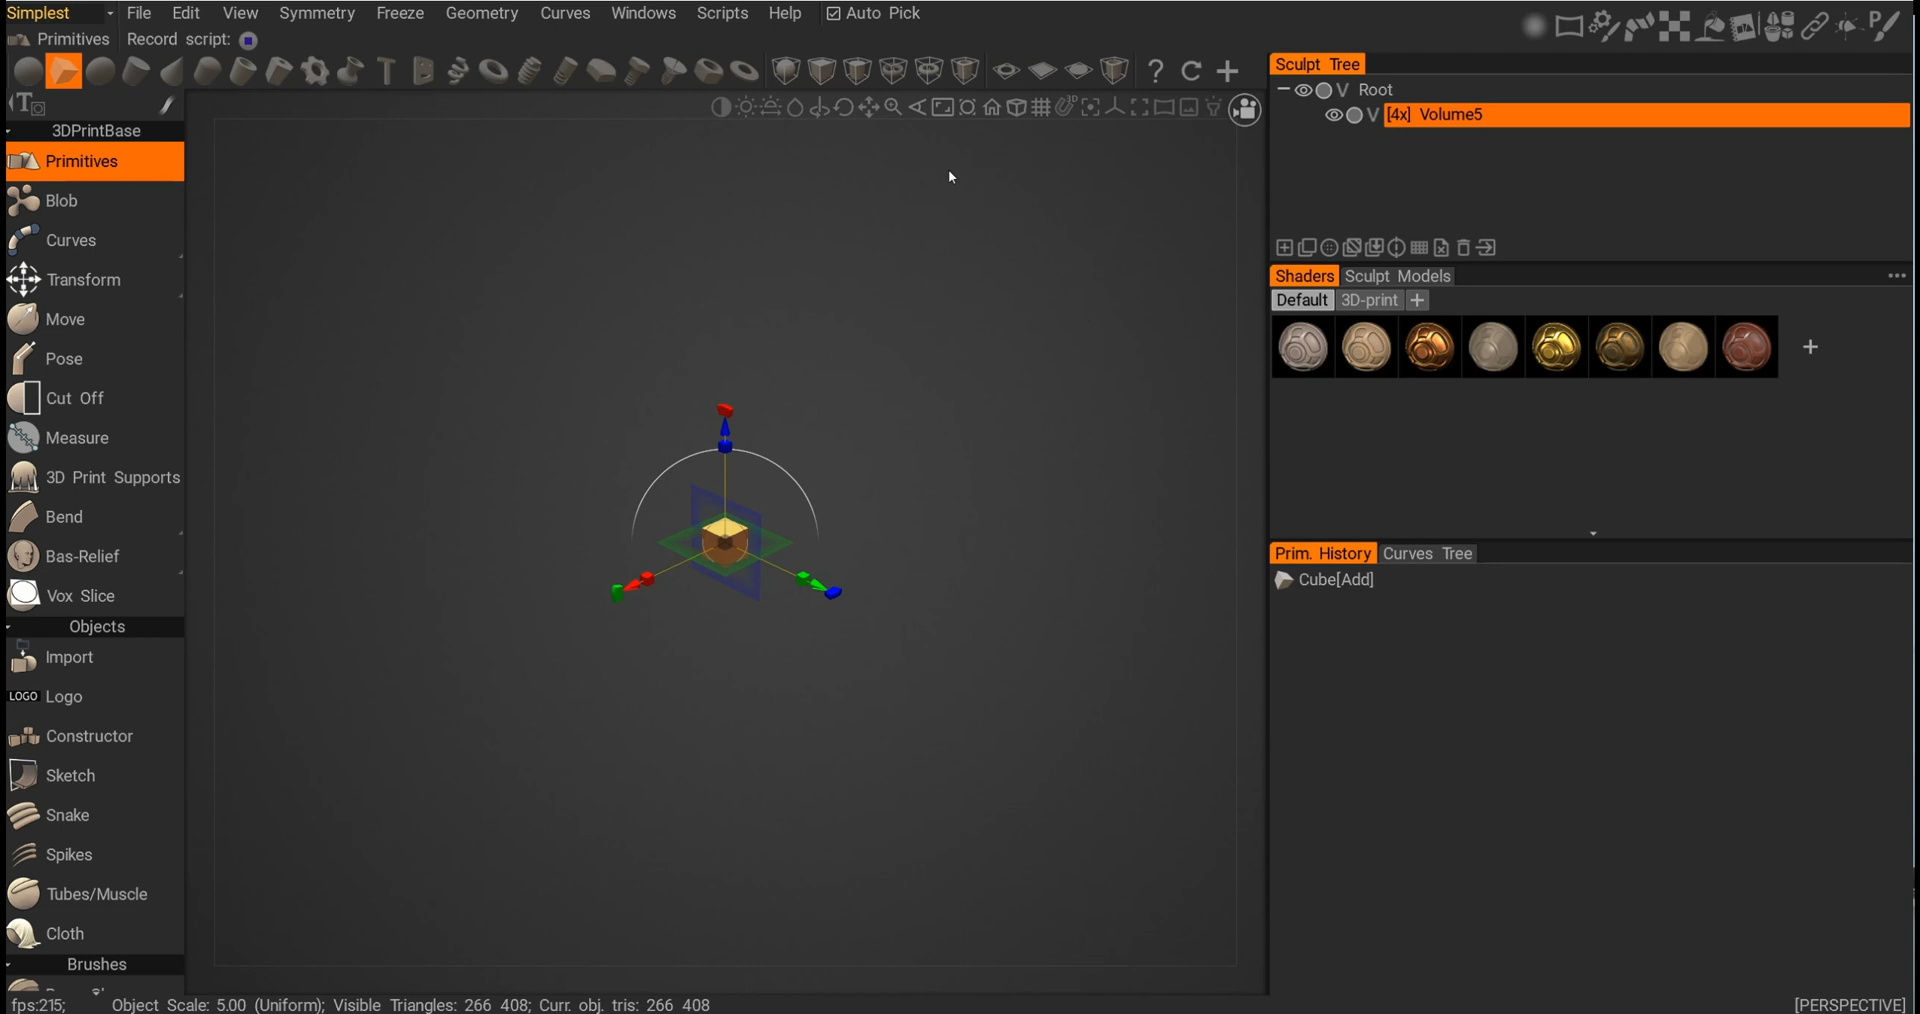 Simplest File Edit View Symmetry Freeze Geometry Curves Windows Scripts Help Auto Pick
Primitives Record script:
3DPrintBase
Primitives
Blob
Curves
Transform
Move
Pose
Cut Off
Measure
3D Print Supports
Bend
Bas-Relief
Vox Slice
Objects
Import
LOGO Logo
Constructor
Sketch
Snake
Spikes
Tubes/Muscle
Cloth
Brushes
Sculpt Tree
Root
[4x] Volume5
Shaders Sculpt Models
Default 3D-print +
Prim. History Curves Tree
Cube[Add]
fps:215; Object Scale: 5.00 (Uniform); Visible Triangles: 266 408; Curr. obj. tris: 266 408 [PERSPECTIVE]